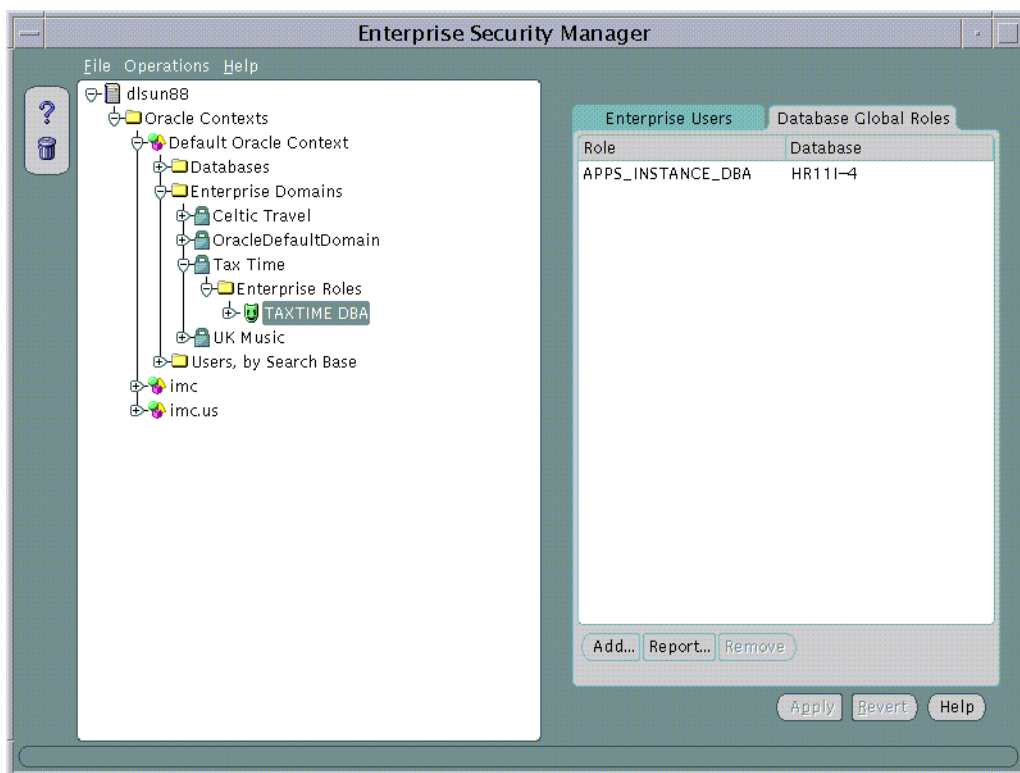 Enterprise Security Manager
File Operations Help
dlsun88
Oracle Contexts
Default Oracle Context
Databases
Enterprise Domains
Celtic Travel
OracleDefaultDomain
Tax Time
Enterprise Roles
TAXTIME DBA
UK Music
Users, by Search Base
imc
imc.us
Enterprise Users Database Global Roles
Role Database
APPS_INSTANCE_DBA HR11I-4
Add... Report... Remove
Apply Revert Help